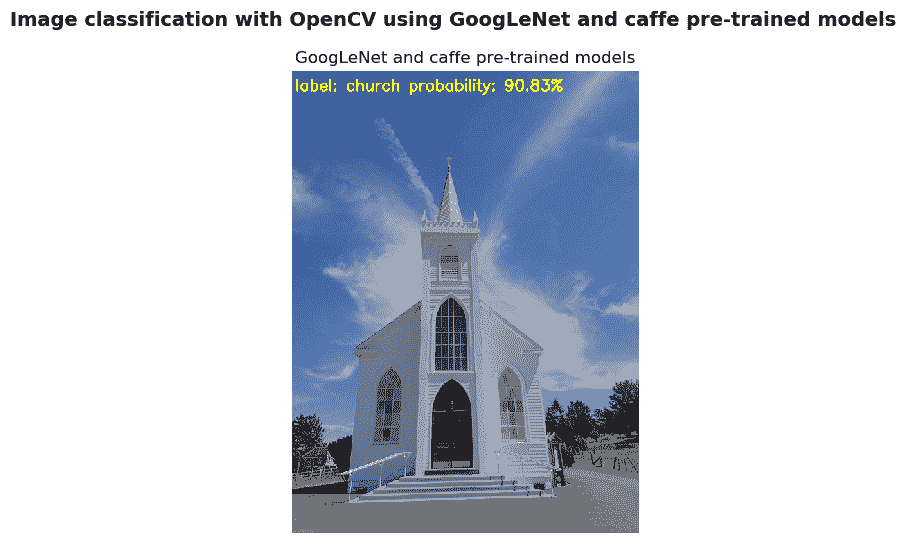 Image classification with OpenCV using GoogLeNet and caffe pre-trained models
GoogLeNet and caffe pre-trained models
label: church probability: 90.83%